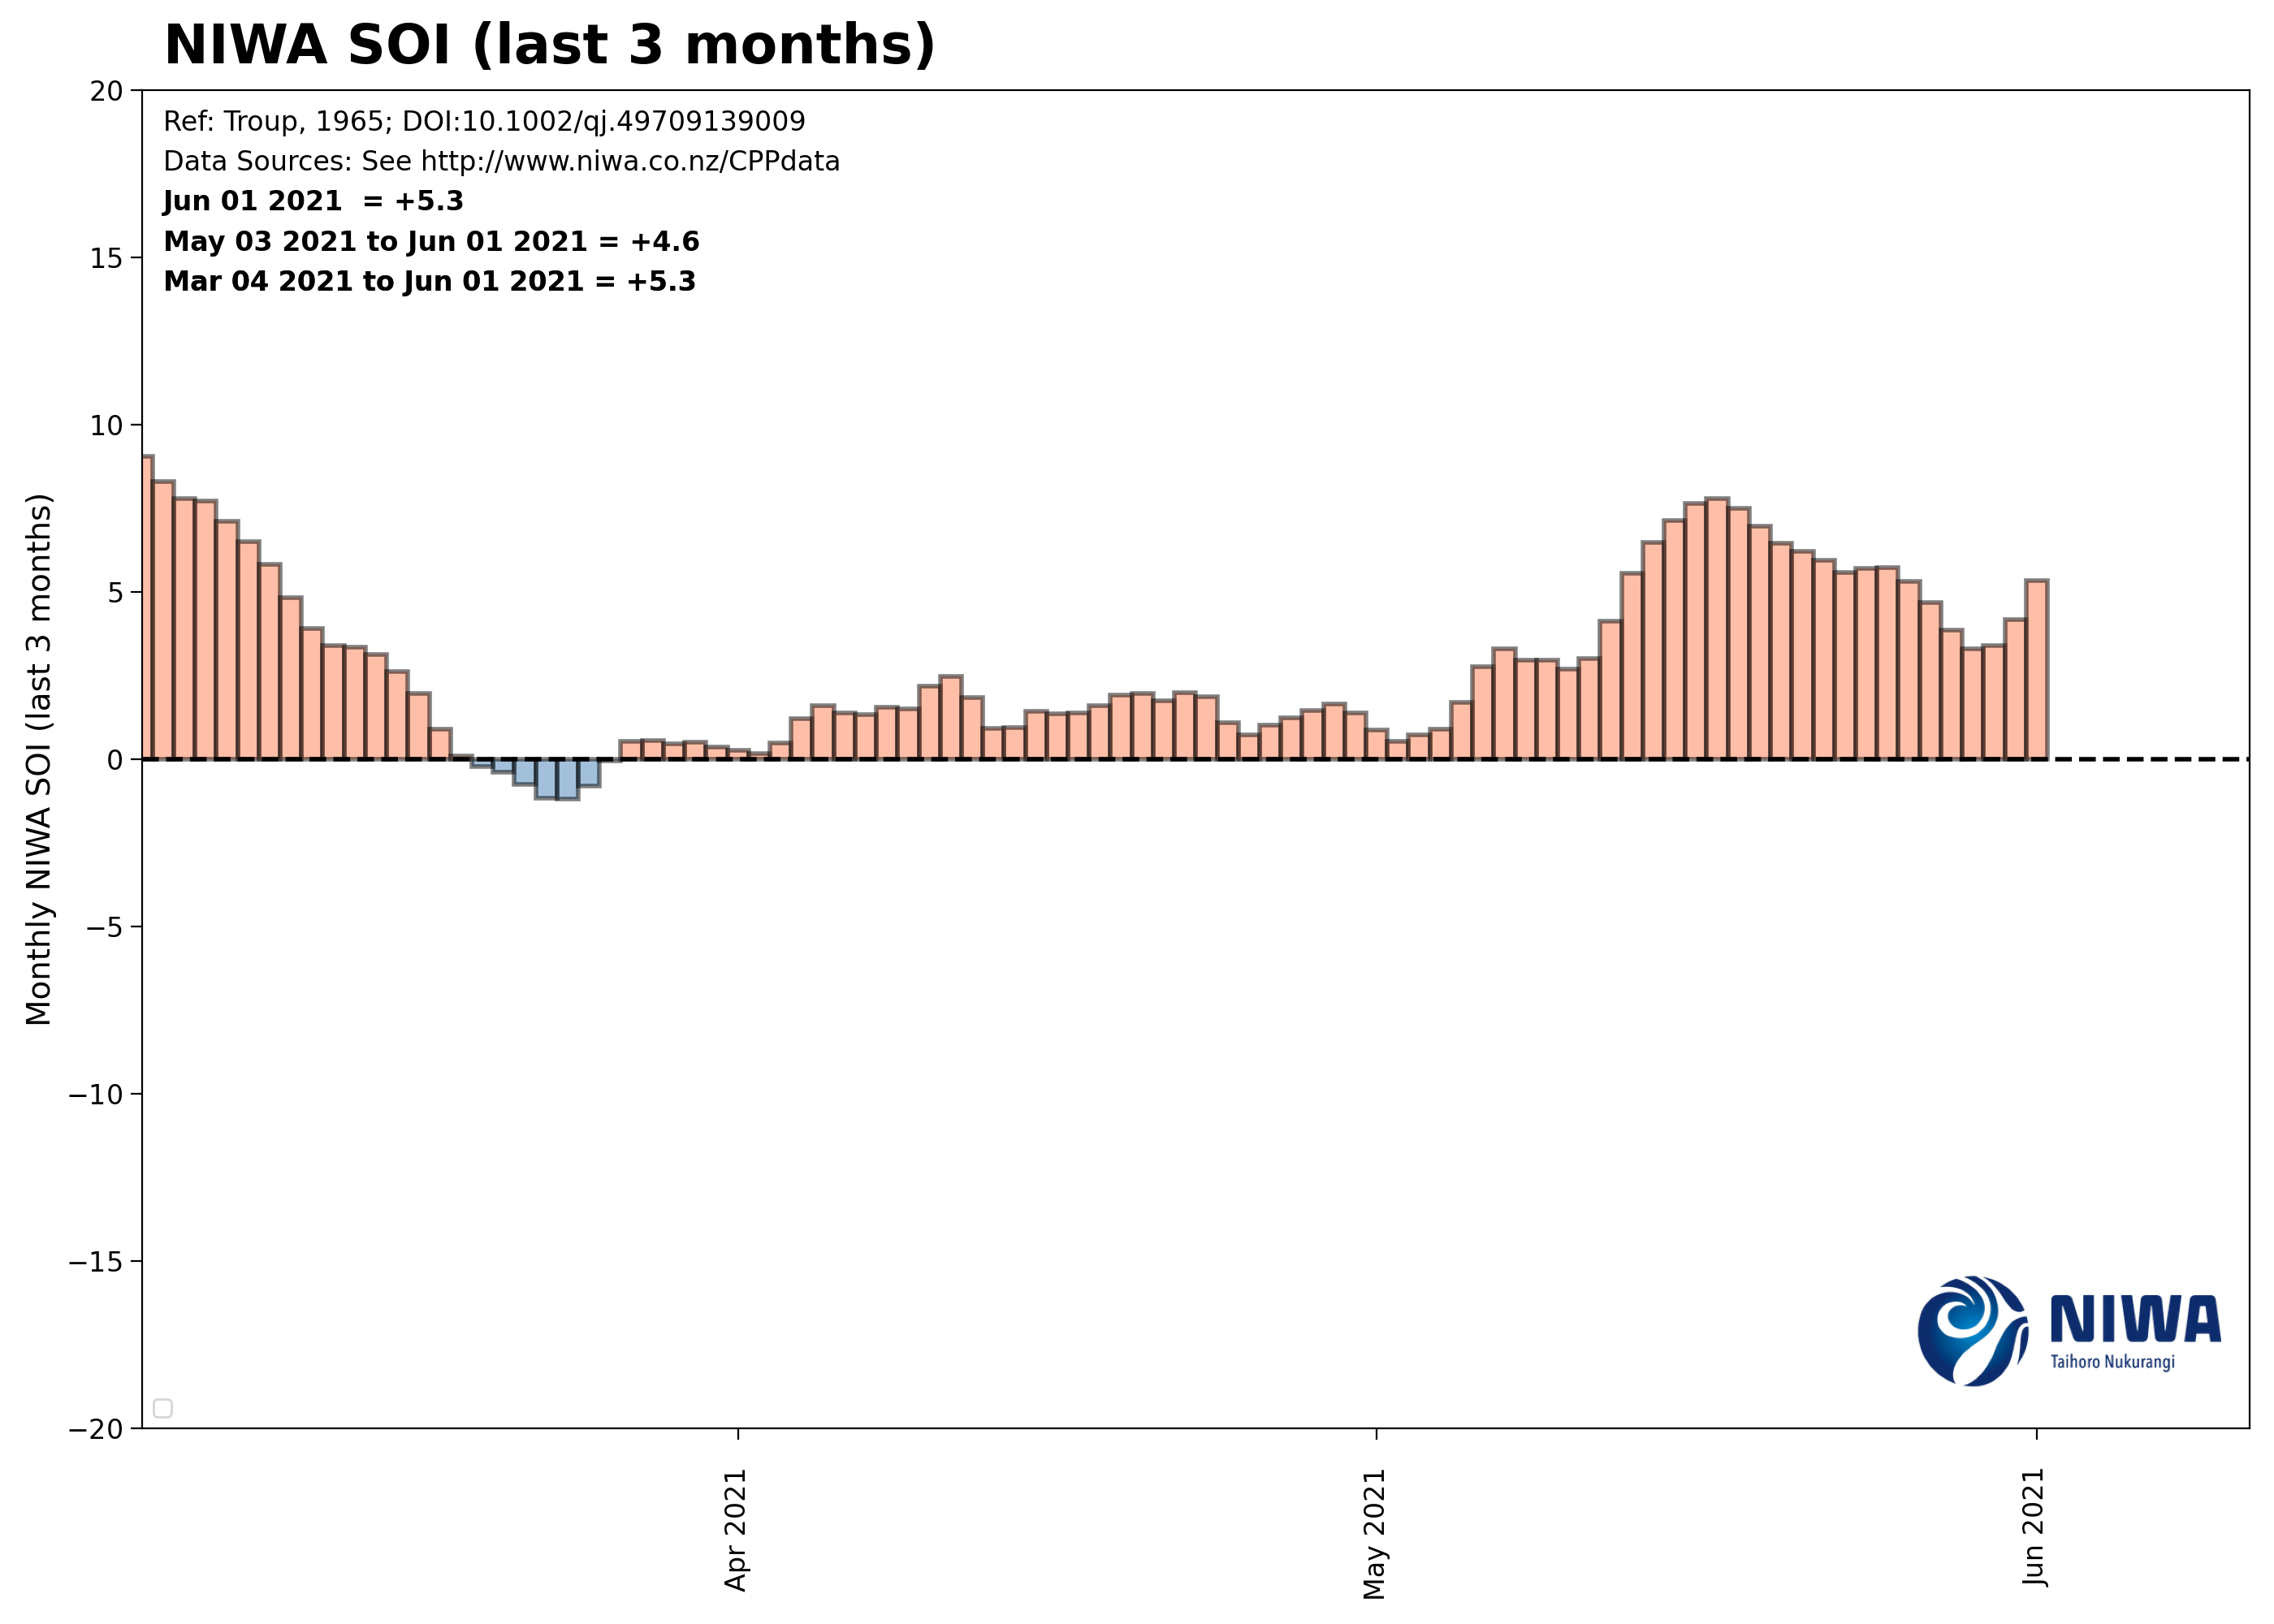 NIWA SOI (last 3 months)
Ref: Troup, 1965; DOI:10.1002/qj.49709139009
Data Sources: See http://www.niwa.co.nz/CPPdata
Jun 01 2021  = +5.3
May 03 2021 to Jun 01 2021 = +4.6
Mar 04 2021 to Jun 01 2021 = +5.3
Monthly NIWA SOI (last 3 months)
20
15
10
5
0
−5
−10
−15
−20
NIWA
Taihoro Nukurangi
Apr 2021
May 2021
Jun 2021